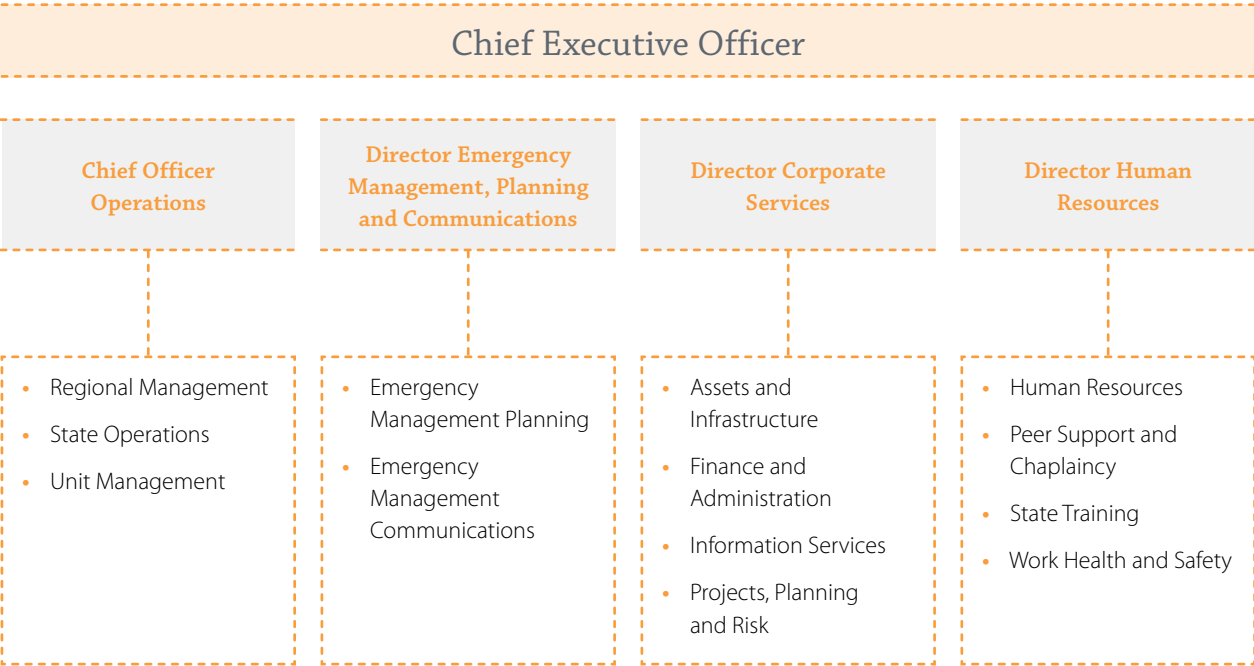 Chief Executive Officer
Chief Officer
Operations
Director Emergency
Management, Planning
and Communications
Director Corporate
Services
Director Human
Resources
• Regional Management
• State Operations
• Unit Management
• Emergency
Management Planning
• Emergency
Management
Communications
• Assets and
Infrastructure
• Finance and
Administration
• Information Services
• Projects, Planning
and Risk
• Human Resources
• Peer Support and
Chaplaincy
• State Training
• Work Health and Safety